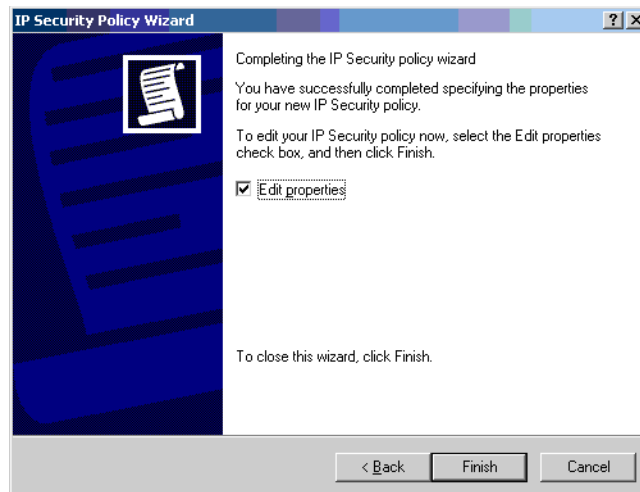 IP Security Policy Wizard
Completing the IP Security policy wizard
You have successfully completed specifying the properties
for your new IP Security policy.
To edit your IP Security policy now, select the Edit properties
check box, and then click Finish.
Edit properties
To close this wizard, click Finish.
< Back
Finish
Cancel